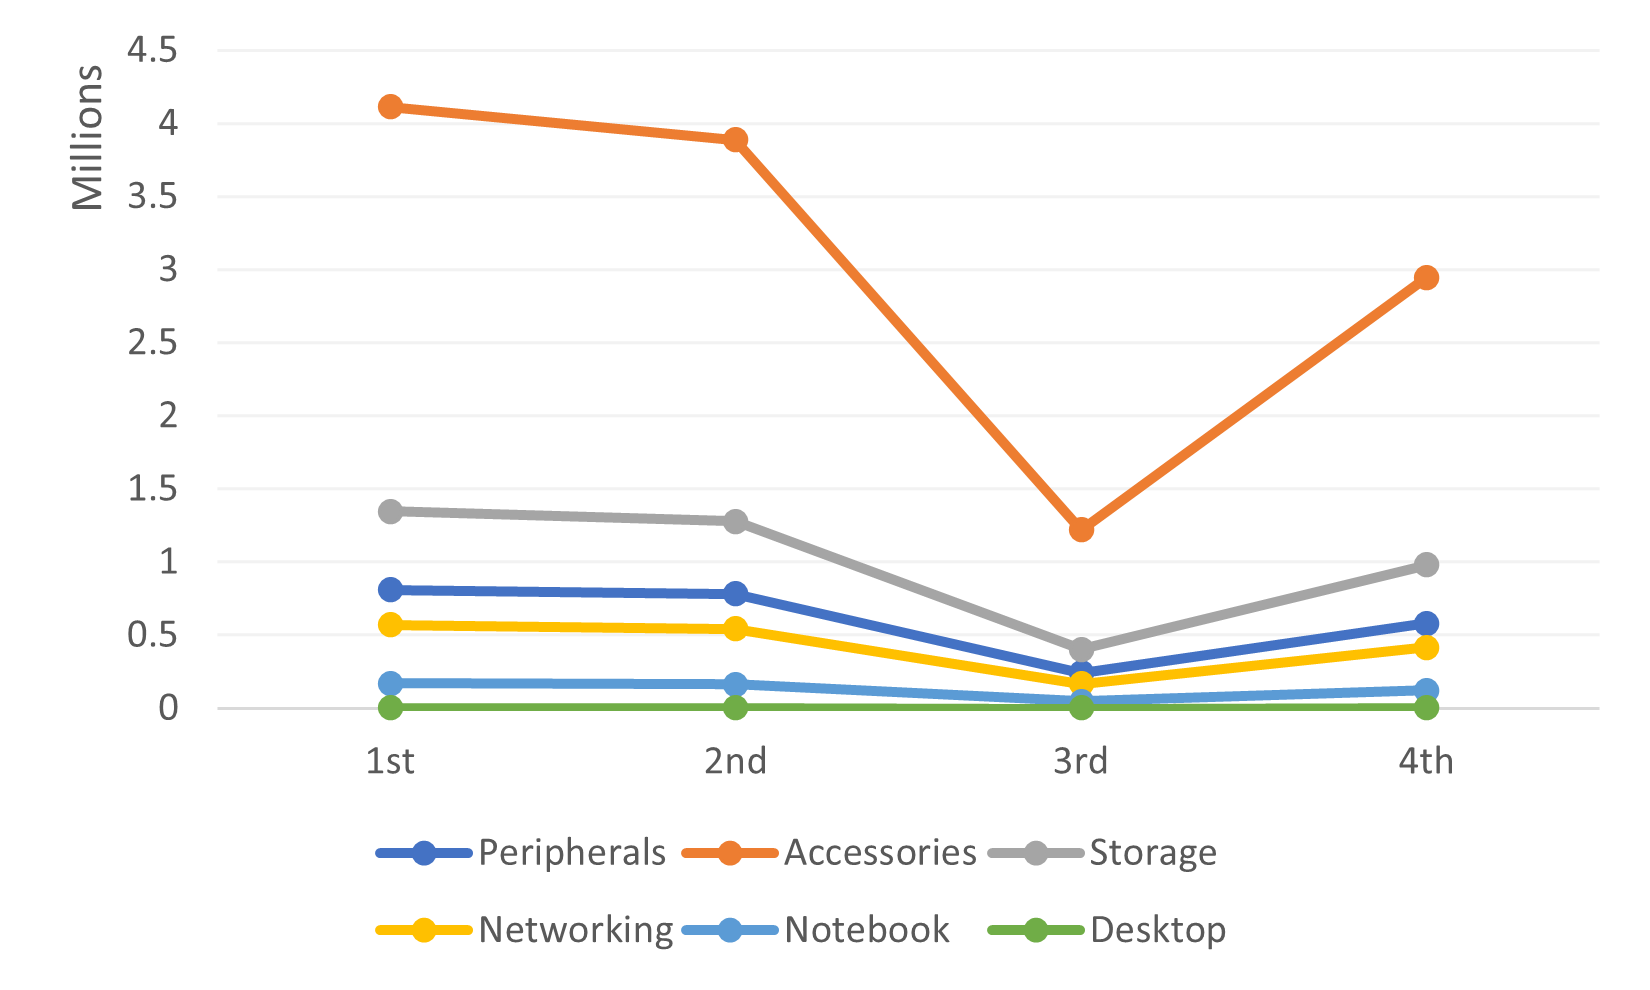 Millions
4.5
4
3.5
3
2.5
2
1.5
1
0.5
0
1st 2nd 3rd 4th
Peripherals Accessories Storage
Networking Notebook Desktop